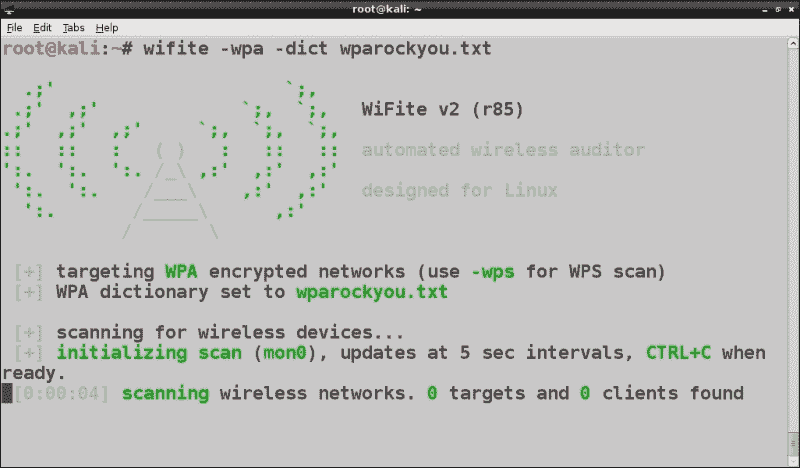 root@kali: ~
File Edit Tabs Help
root@kali:~# wifite -wpa -dict wparockyou.txt
WiFite v2 (r85)
automated wireless auditor
designed for Linux
[+] targeting WPA encrypted networks (use -wps for WPS scan)
[+] WPA dictionary set to wparockyou.txt
[+] scanning for wireless devices...
[+] initializing scan (mon0), updates at 5 sec intervals, CTRL+C when
ready.
[0:00:04] scanning wireless networks. 0 targets and 0 clients found